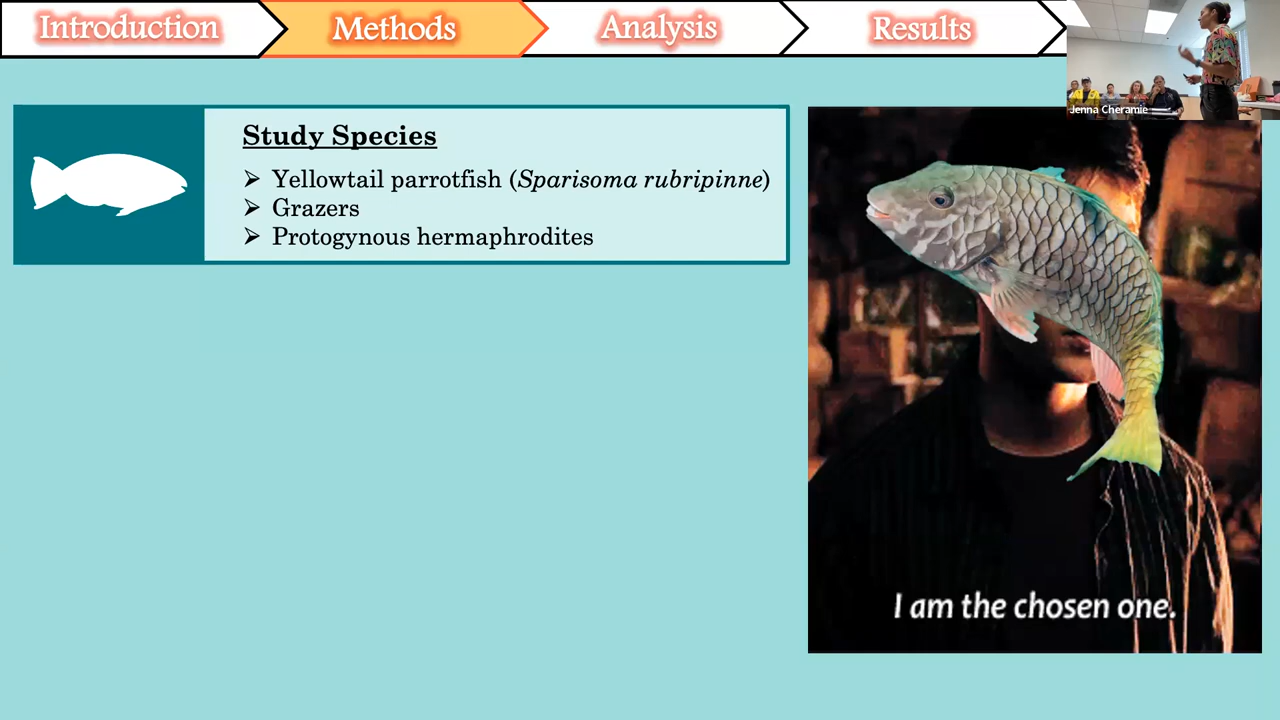 Introduction
Methods
Analysis
Results
Jenna Cheramie
Study Species
➢ Yellowtail parrotfish (Sparisoma rubripinne)
➢ Grazers
➢ Protogynous hermaphrodites
I am the chosen one.